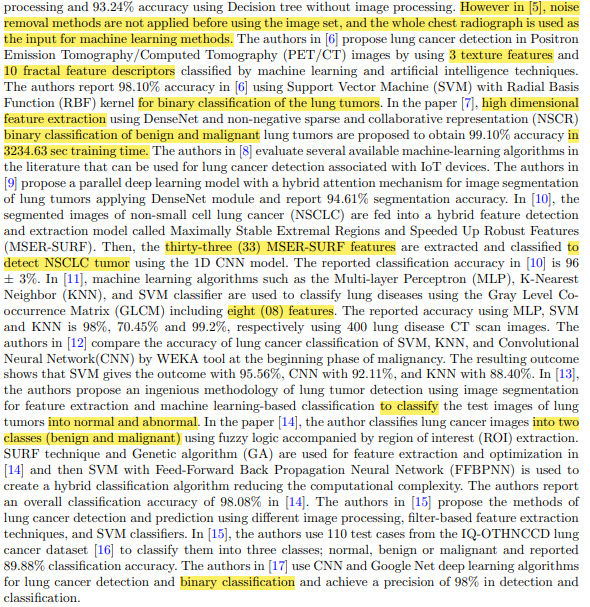 processing and 93.24% accuracy using Decision tree without image processing. However in [5], noise
removal methods are not applied before using the image set, and the whole chest radiograph is used as
the input for machine learning methods. The authors in [6] propose lung cancer detection in Positron
Emission Tomography/Computed Tomography (PET/CT) images by using 3 texture features and
10 fractal feature descriptors classified by machine learning and artificial intelligence techniques.
The authors report 98.10% accuracy in [6] using Support Vector Machine (SVM) with Radial Basis
Function (RBF) kernel for binary classification of the lung tumors. In the paper [7], high dimensional
feature extraction using DenseNet and non-negative sparse and collaborative representation (NSCR)
binary classification of benign and malignant lung tumors are proposed to obtain 99.10% accuracy in
3234.63 sec training time. The authors in [8] evaluate several available machine-learning algorithms in
the literature that can be used for lung cancer detection associated with IoT devices. The authors in
[9] propose a parallel deep learning model with a hybrid attention mechanism for image segmentation
of lung tumors applying DenseNet module and report 94.61% segmentation accuracy. In [10], the
segmented images of non-small cell lung cancer (NSCLC) are fed into a hybrid feature detection
and extraction model called Maximally Stable Extremal Regions and Speeded Up Robust Features
(MSER-SURF). Then, the thirty-three (33) MSER-SURF features are extracted and classified to
detect NSCLC tumor using the 1D CNN model. The reported classification accuracy in [10] is 96
± 3%. In [11], machine learning algorithms such as the Multi-layer Perceptron (MLP), K-Nearest
Neighbor (KNN), and SVM classifier are used to classify lung diseases using the Gray Level Co-
occurrence Matrix (GLCM) including eight (08) features. The reported accuracy using MLP, SVM
and KNN is 98%, 70.45% and 99.2%, respectively using 400 lung disease CT scan images. The
authors in [12] compare the accuracy of lung cancer classification of SVM, KNN, and Convolutional
Neural Network(CNN) by WEKA tool at the beginning phase of malignancy. The resulting outcome
shows that SVM gives the outcome with 95.56%, CNN with 92.11%, and KNN with 88.40%. In [13],
the authors propose an ingenious methodology of lung tumor detection using image segmentation
for feature extraction and machine learning-based classification to classify the test images of lung
tumors into normal and abnormal. In the paper [14], the author classifies lung cancer images into two
classes (benign and malignant) using fuzzy logic accompanied by region of interest (ROI) extraction.
SURF technique and Genetic algorithm (GA) are used for feature extraction and optimization in
[14] and then SVM with Feed-Forward Back Propagation Neural Network (FFBPNN) is used to
create a hybrid classification algorithm reducing the computational complexity. The authors report
an overall classification accuracy of 98.08% in [14]. The authors in [15] propose the methods of
lung cancer detection and prediction using different image processing, filter-based feature extraction
techniques, and SVM classifiers. In [15], the authors use 110 test cases from the IQ-OTHNCCD lung
cancer dataset [16] to classify them into three classes; normal, benign or malignant and reported
89.88% classification accuracy. The authors in [17] use CNN and Google Net deep learning algorithms
for lung cancer detection and binary classification and achieve a precision of 98% in detection and
classification.